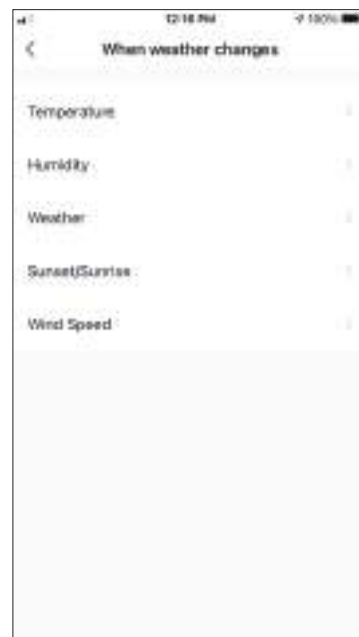 12:16 PM 100%
When weather changes
Temperature
Humidity
Weather
Sunset/Sunrise
Wind Speed